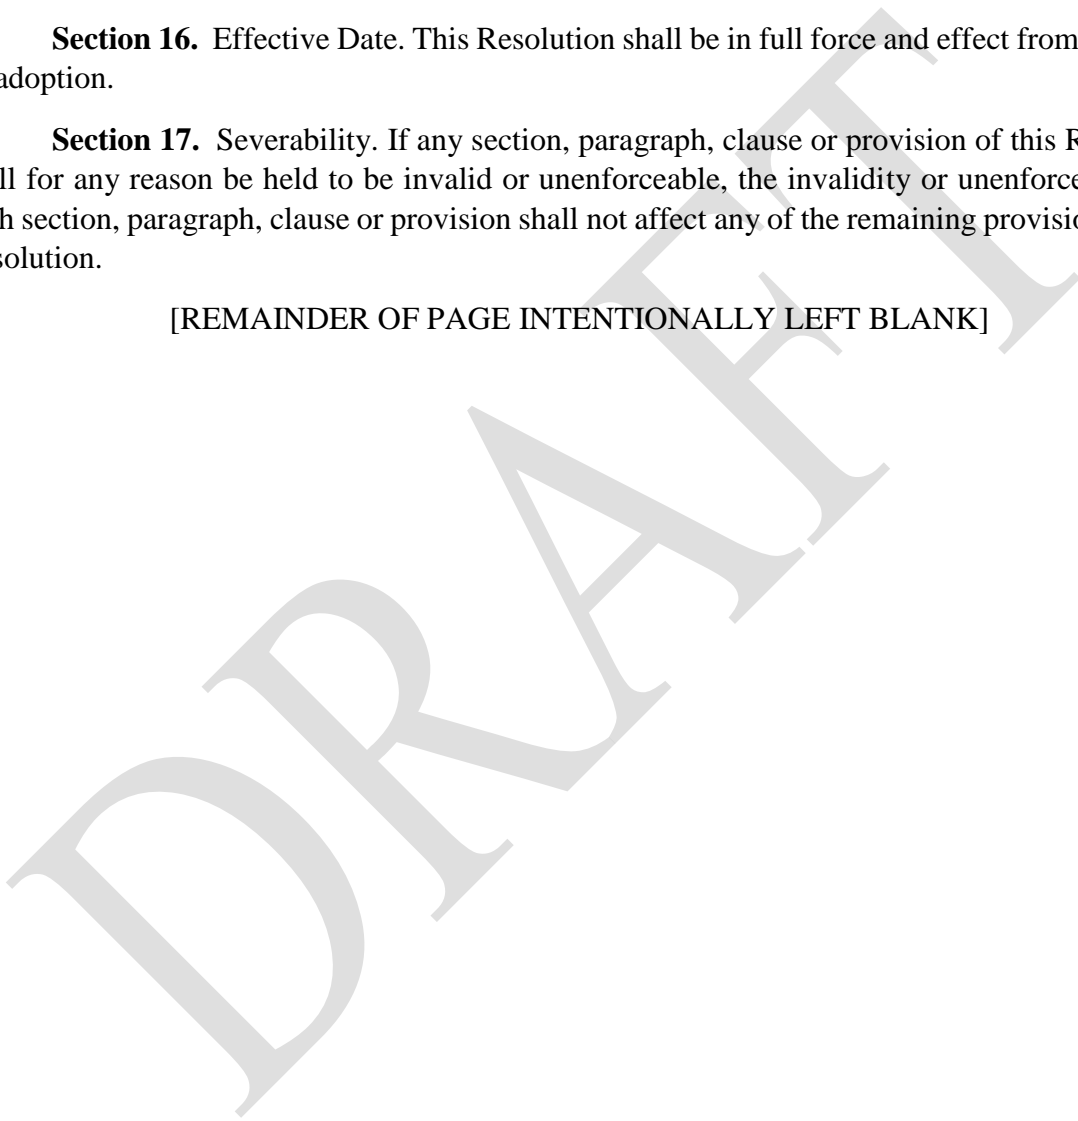 Section 16. Effective Date. This Resolution shall be in full force and effect from
adoption.
Section 17. Severability. If any section, paragraph, clause or provision of this R
ll for any reason be held to be invalid or unenforceable, the invalidity or unenforce
h section, paragraph, clause or provision shall not affect any of the remaining provisio
solution.
[REMAINDER OF PAGE INTENTIONALLY LEFT BLANK]
DRAFT